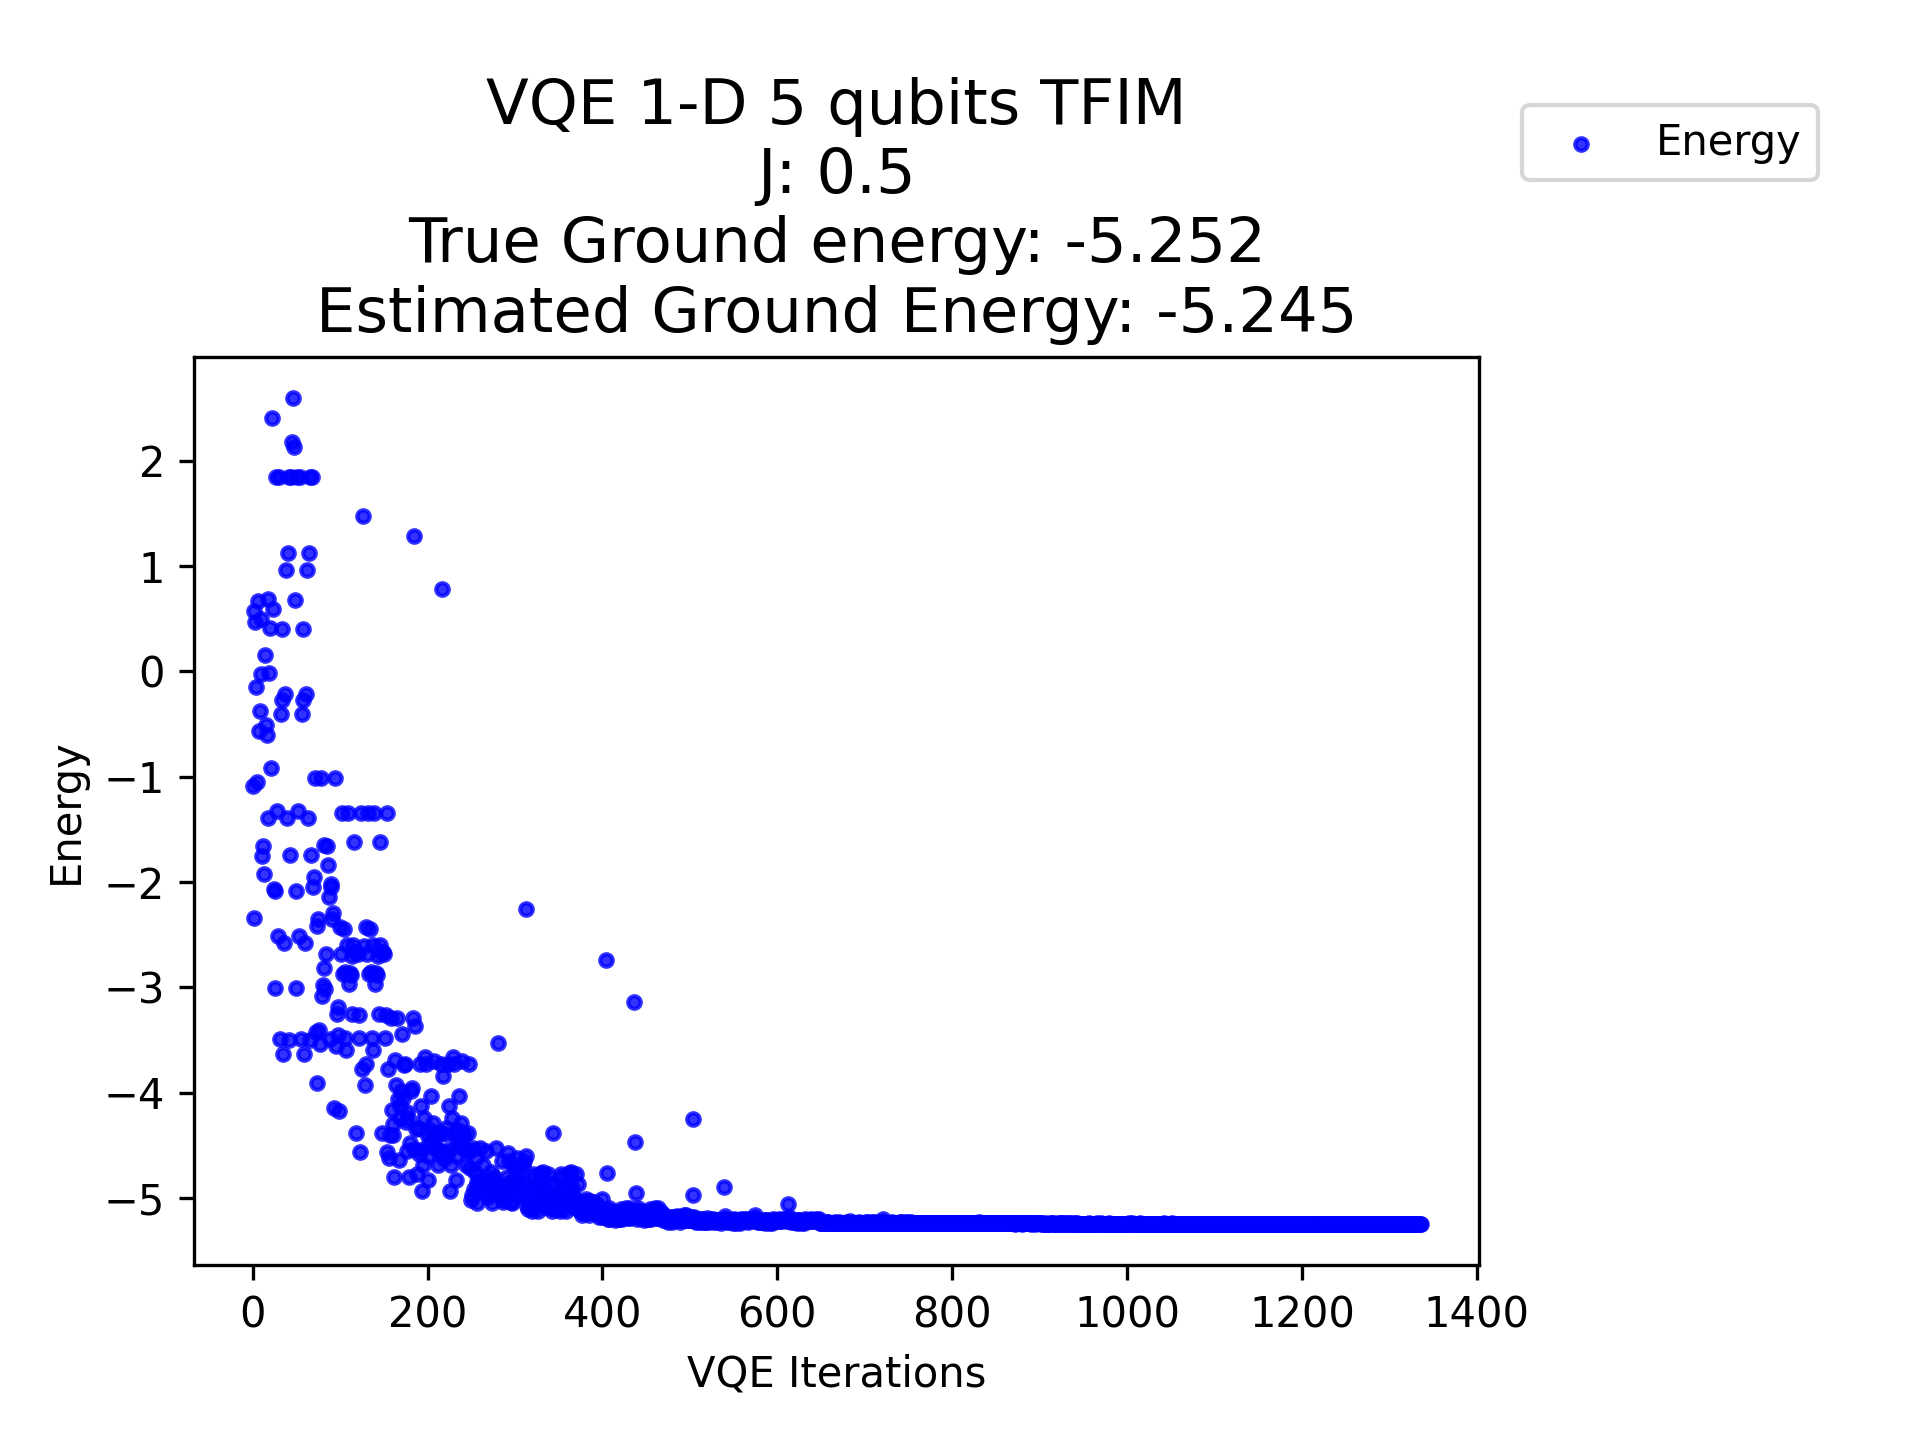 VQE 1-D 5 qubits TFIM
J: 0.5
True Ground energy: -5.252
Estimated Ground Energy: -5.245
Energy
2
1
0
−1
−2
−3
−4
−5
Energy
0 200 400 600 800 1000 1200 1400
VQE Iterations